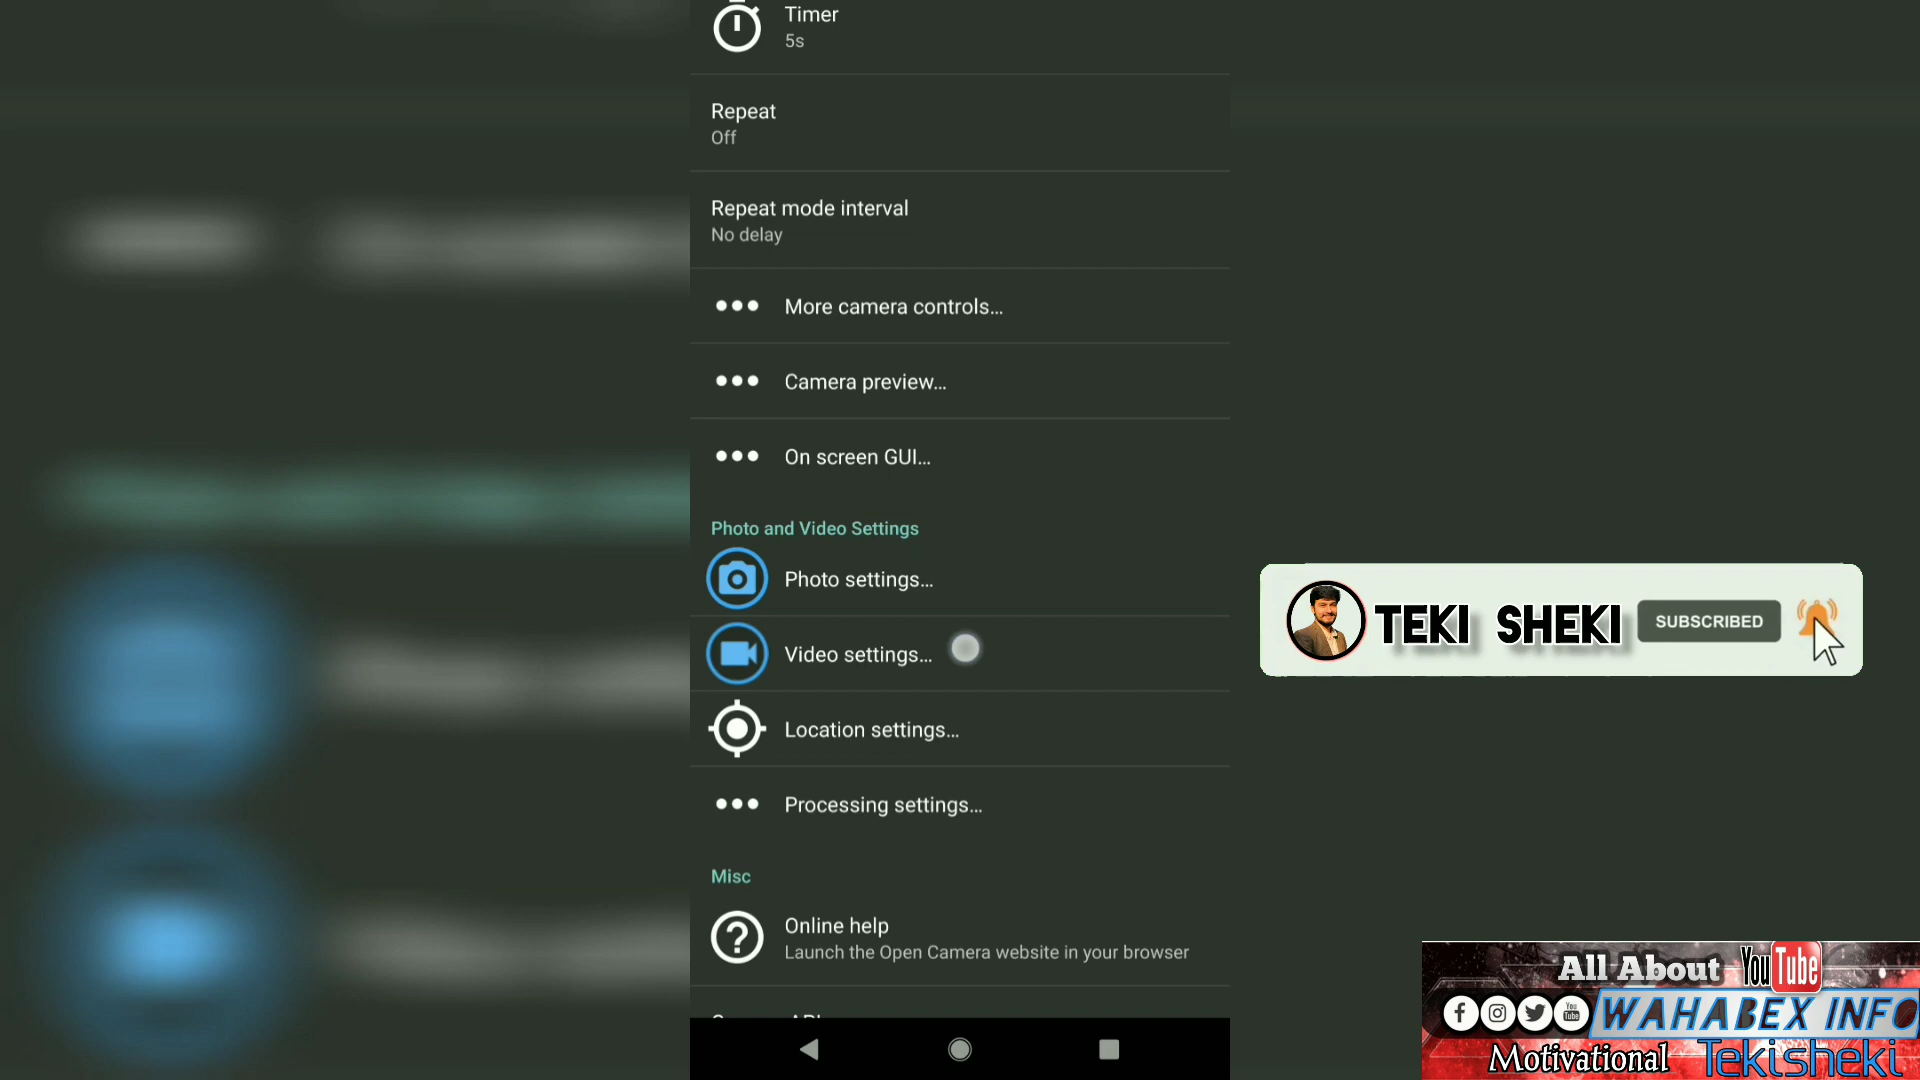 Timer
5s
Repeat
Off
Repeat mode interval
No delay
More camera controls...
Camera preview...
On screen GUI...
Photo and Video Settings
Photo settings...
Video settings...
Location settings...
Processing settings...
Misc
Online help
Launch the Open Camera website in your browser
TEKI SHEKI
SUBSCRIBED
All About YouTube
You Tube
WAHABEX INFO
Motivational Tekisheki